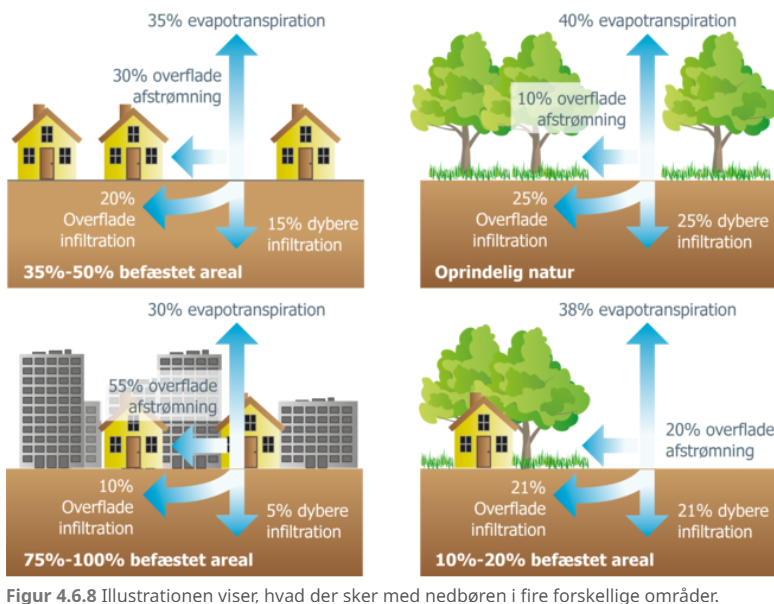 35% evapotranspiration
30% overflade
afstrømning
20%
Overflade
infiltration
15% dybere
infiltration
35%-50% befæstet areal
40% evapotranspiration
10% overflade
afstrømning
25%
Overflade
infiltration
25% dybere
infiltration
Oprindelig natur
30% evapotranspiration
55% overflade
afstrømning
10%
Overflade
infiltration
5% dybere
infiltration
75%-100% befæstet areal
38% evapotranspiration
20% overflade
afstrømning
21%
Overflade
infiltration
21% dybere
infiltration
10%-20% befæstet areal
Figur 4.6.8 Illustrationen viser, hvad der sker med nedbøren i fire forskellige områder.